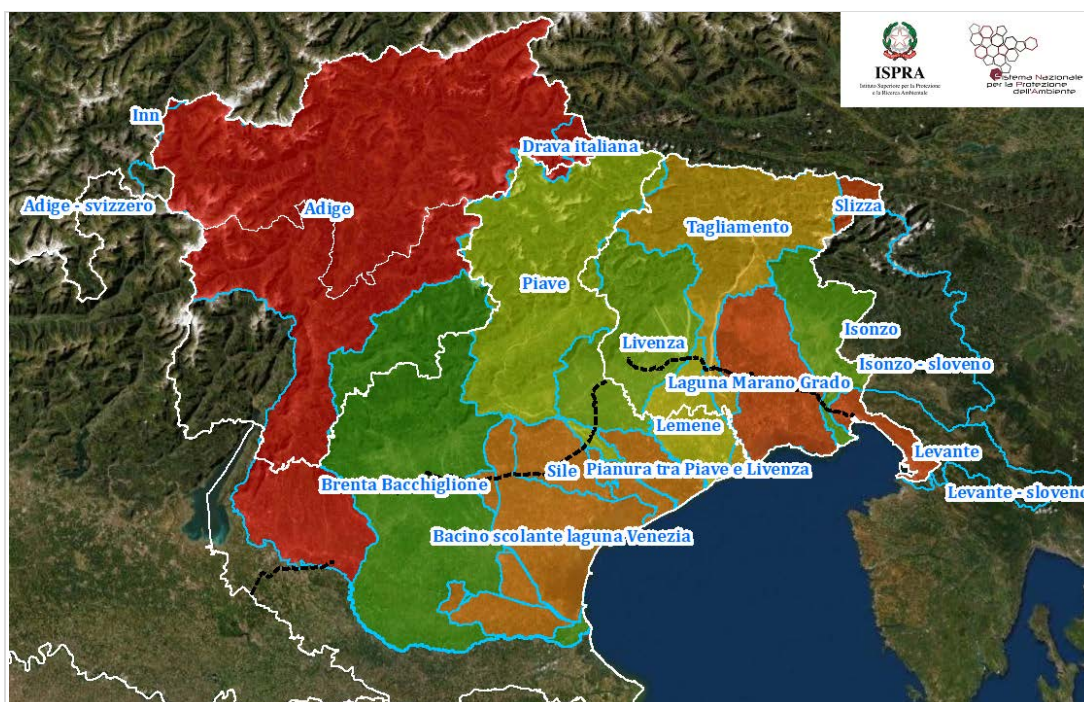 ISPRA
Istituto Superiore per la Protezione
e la Ricerca Ambientale
Sistema Nazionale
per la Protezione
dell'Ambiente
Inn
Drava italiana
Adige - svizzero
Adige
Slizza
Tagliamento
Piave
Isonzo
Livenza
Isonzo - sloveno
Laguna Marano Grado
Lemene
Levante
Sile
Pianura tra Piave e Livenza
Brenta Bacchiglione
Levante - sloveno
Bacino scolante laguna Venezia